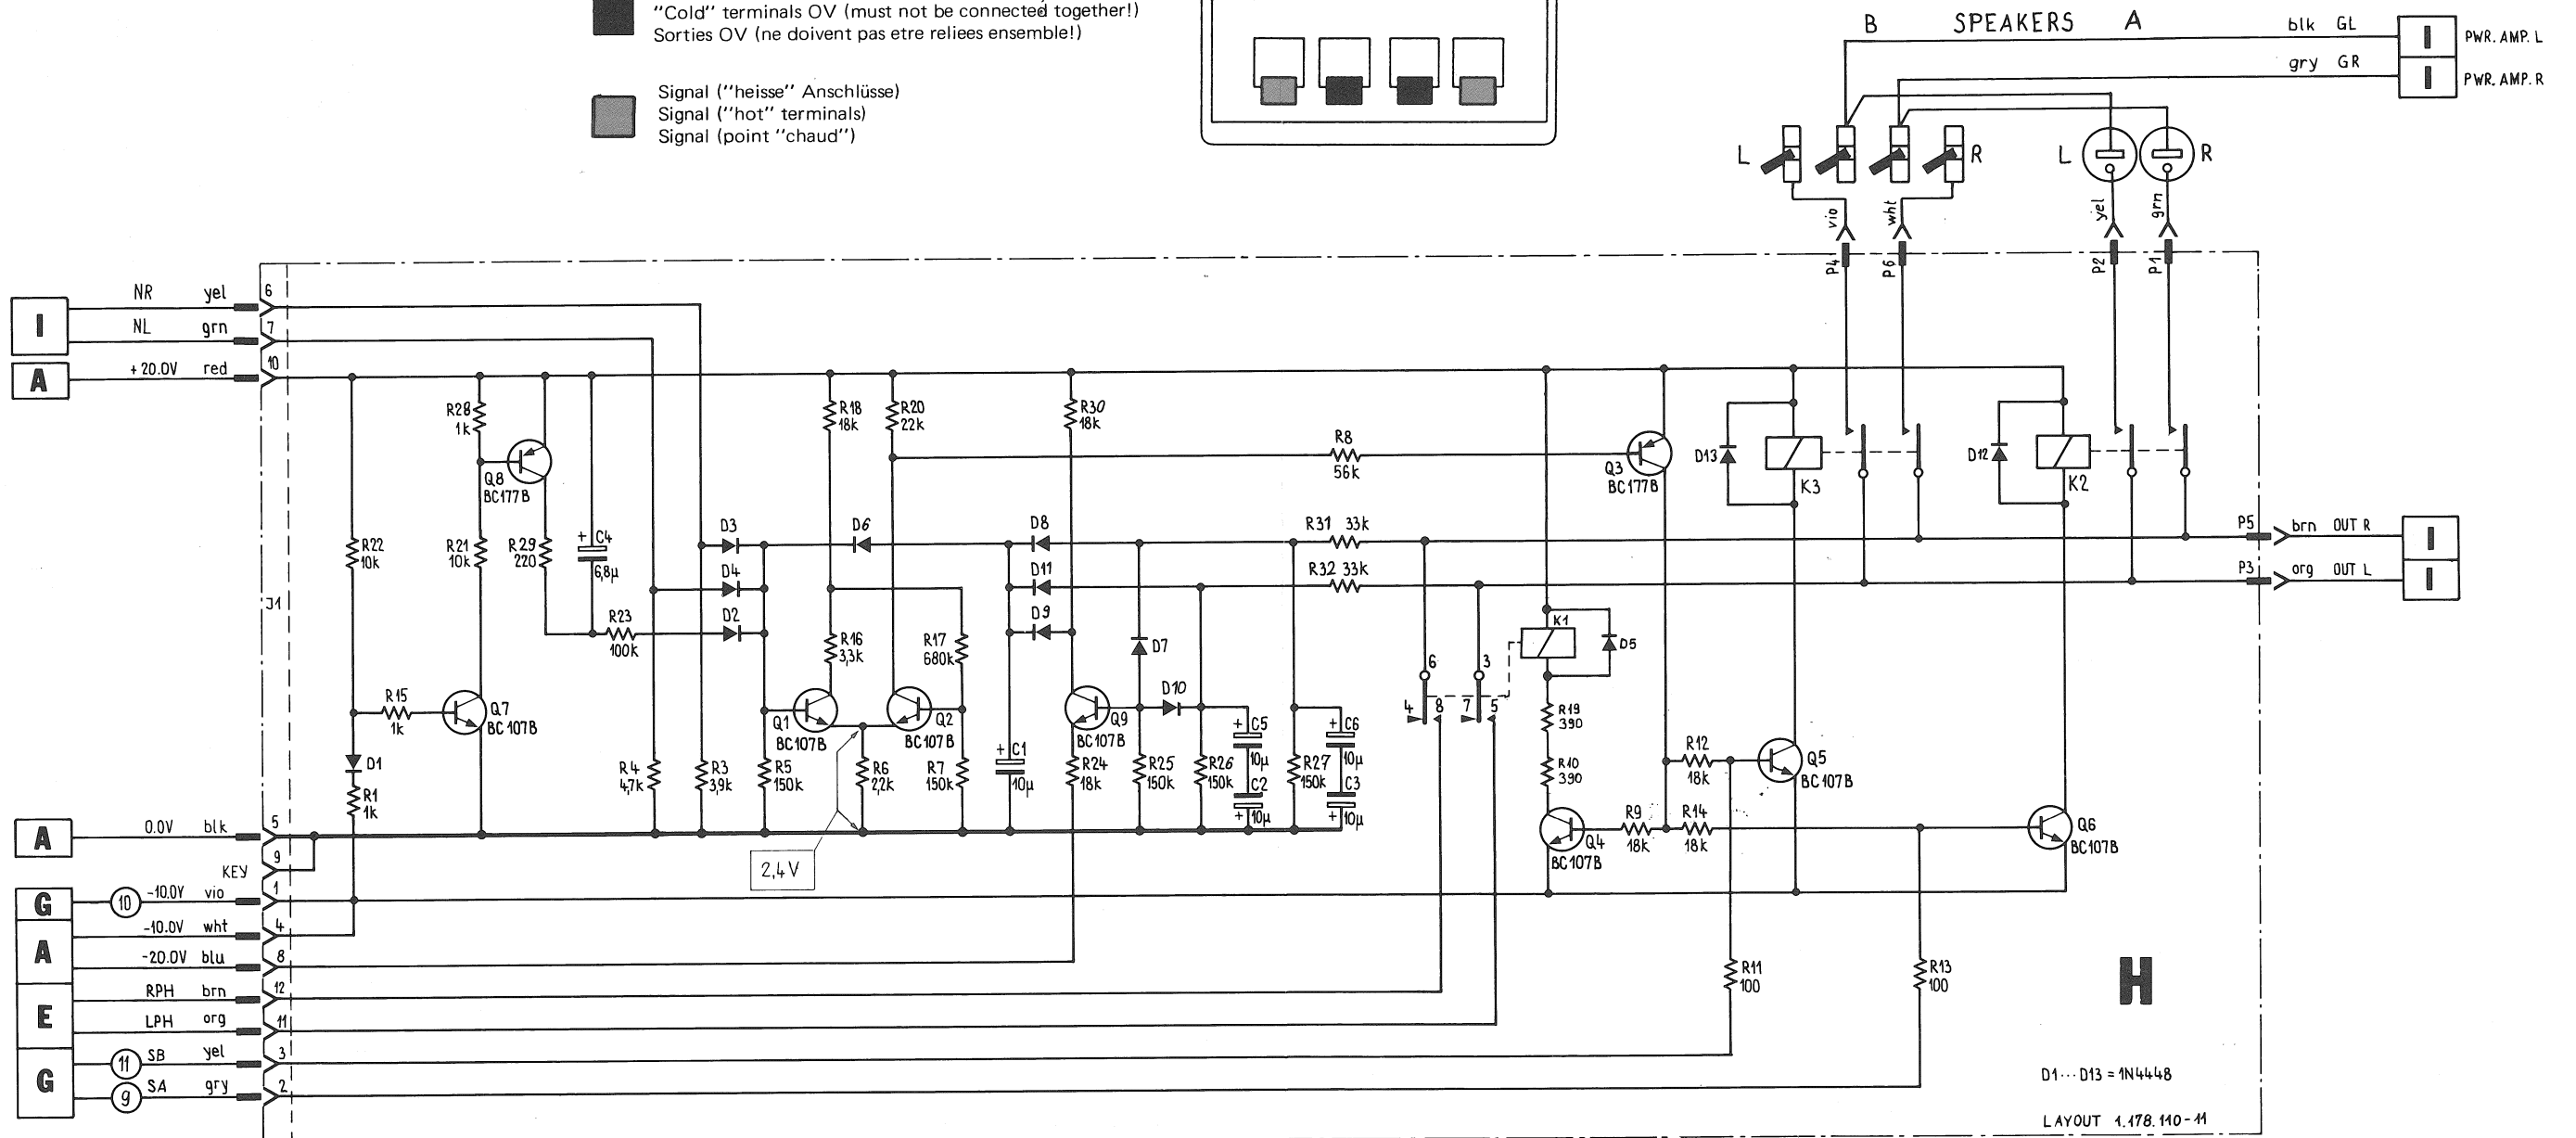 "Cold" terminals OV (must not be connected together!)
Sorties OV (ne doivent pas etre reliees ensemble!)
Signal ("heisse" Anschlüsse)
Signal ("hot" terminals)
Signal (point "chaud")
B SPEAKERS A
blk GL I PWR. AMP. L
gry GR I PWR. AMP. R
L R L R
vio wht yel grn
P4 P6 P2 P1
I NR yel 6
NL grn 7
A +20.0V red 10
J1
R28 1k
Q8 BC177B
R22 10k
R21 10k
R29 220
+ C4 6,8µ
R23 100k
R15 1k
Q7 BC107B
D1
R1 1k
R4 4,7k
R3 3,9k
D3
D4
D2
R5 150k
R18 18k
R20 22k
D6
R16 3,3k
R17 680k
Q1 BC107B
Q2 BC107B
R6 2,2k
R7 150k
2,4V
R30 18k
D8
D11
D9
+ C1 10µ
Q9 BC107B
R24 18k
D7
D10
R25 150k
R26 150k
+ C5 10µ
C2 + 10µ
R27 150k
+ C6 10µ
C3 + 10µ
R8 56k
R31 33k
R32 33k
6 3
4 8 7 5
K1
D5
R19 390
R10 390
Q4 BC107B
R9 18k
R14 18k
R12 18k
Q3 BC177B
D13
K3
D12
K2
Q5 BC107B
Q6 BC107B
R11 100
R13 100
P5 brn OUT R I
P3 org OUT L I
A 0.0V blk 5
KEY 9
G 10 -10.0V vio 1
A -10.0V wht 4
-20.0V blu 8
E RPH brn 12
LPH org 11
G 11 SB yel 3
9 SA gry 2
H
D1...D13 = 1N4448
LAYOUT 1.178.110-11